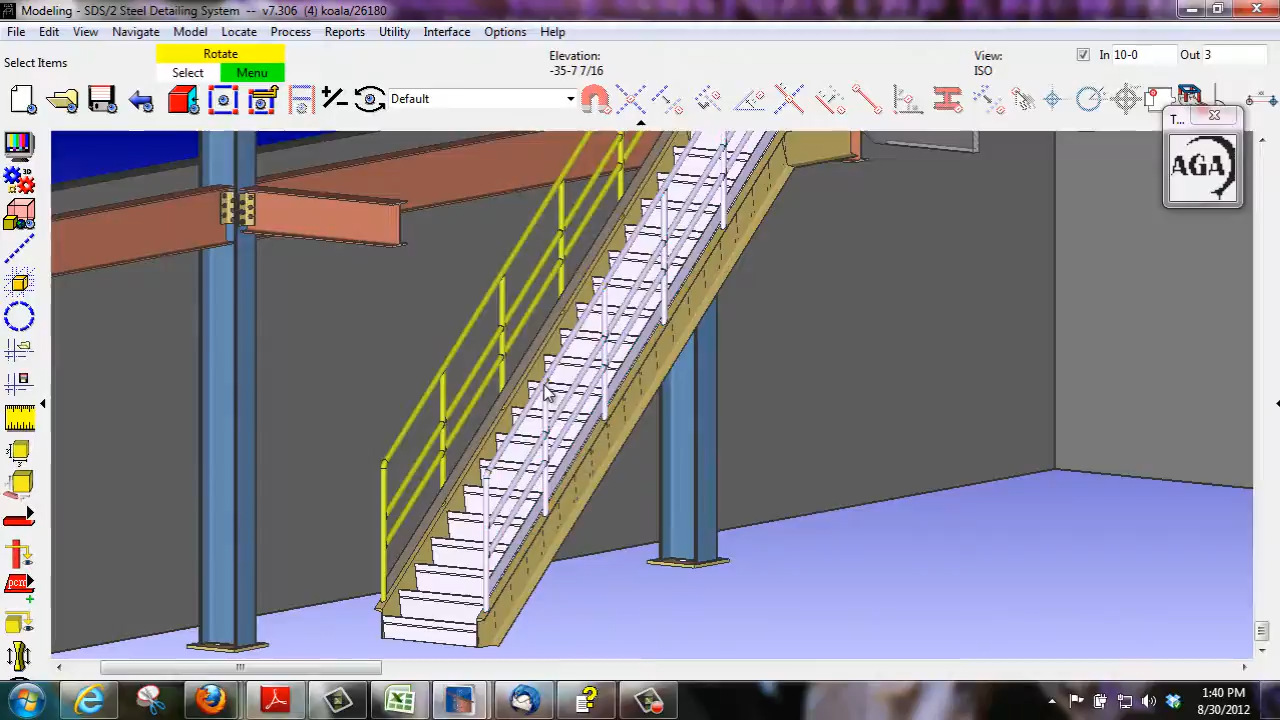 Modeling - SDS/2 Steel Detailing System -- v7.306 (4) koala/26180
File Edit View Navigate Model Locate Process Reports Utility Interface Options Help
Select Items
Rotate
Select Menu
Elevation:
-35-7 7/16
View:
ISO
In 10-0 Out 3
Default
T...
AGA
pcm
1:40 PM
8/30/2012